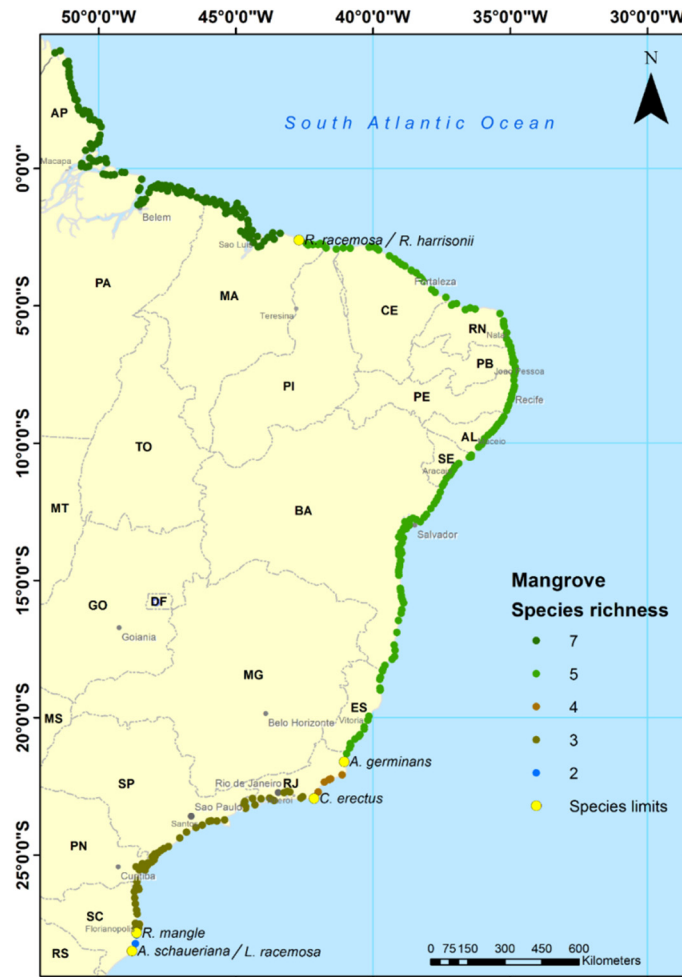 50°0'0"W 45°0'0"W 40°0'0"W 35°0'0"W 30°0'0"W
N
South Atlantic Ocean
AP
Macapa
0°0'0"
Belem
Sao Luis
R. racemosa / R. harrisonii
Fortaleza
PA
MA
CE
Teresina
5°0'0"S
RN
Natal
PB
Joao Pessoa
PI
PE
Recife
AL
Maceio
10°0'0"S
TO
SE
Aracaju
MT
BA
Salvador
15°0'0"S
GO
DF
Goiania
Mangrove
Species richness
7
5
4
3
2
Species limits
MG
ES
MS
Belo Horizonte
Vitoria
20°0'0"S
A. germinans
SP
Rio de Janeiro
RJ
Niteroi
C. erectus
Sao Paulo
Santos
PN
25°0'0"S
Curitiba
SC
Florianopolis
R. mangle
A. schaueriana / L. racemosa
RS
0 75 150 300 450 600
Kilometers